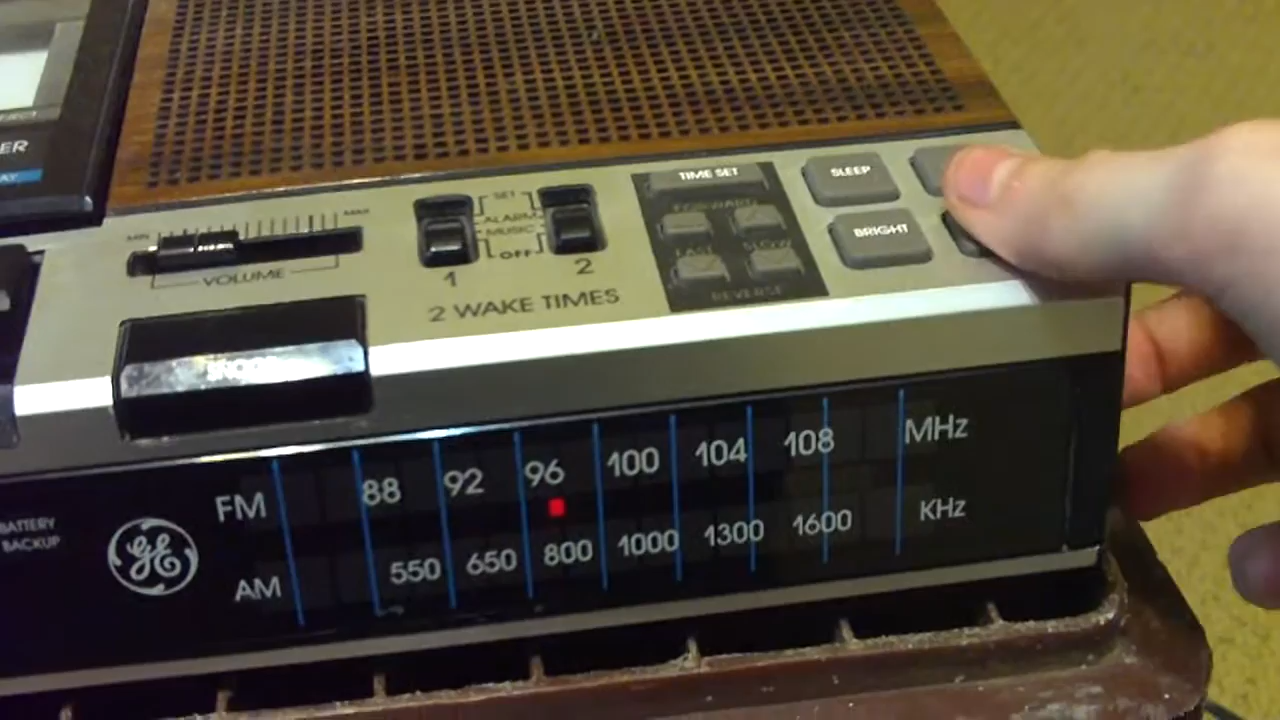 ER
MIN
MAX
VOLUME
SET
ALARM
MUSIC
OFF
1
2
2 WAKE TIMES
TIME SET
FORWARD
FAST
SLOW
REVERSE
SLEEP
BRIGHT
SNOOZE
FM 88 92 96 100 104 108 MHz
AM 550 650 800 1000 1300 1600 KHz
BATTERY
BACKUP
GE